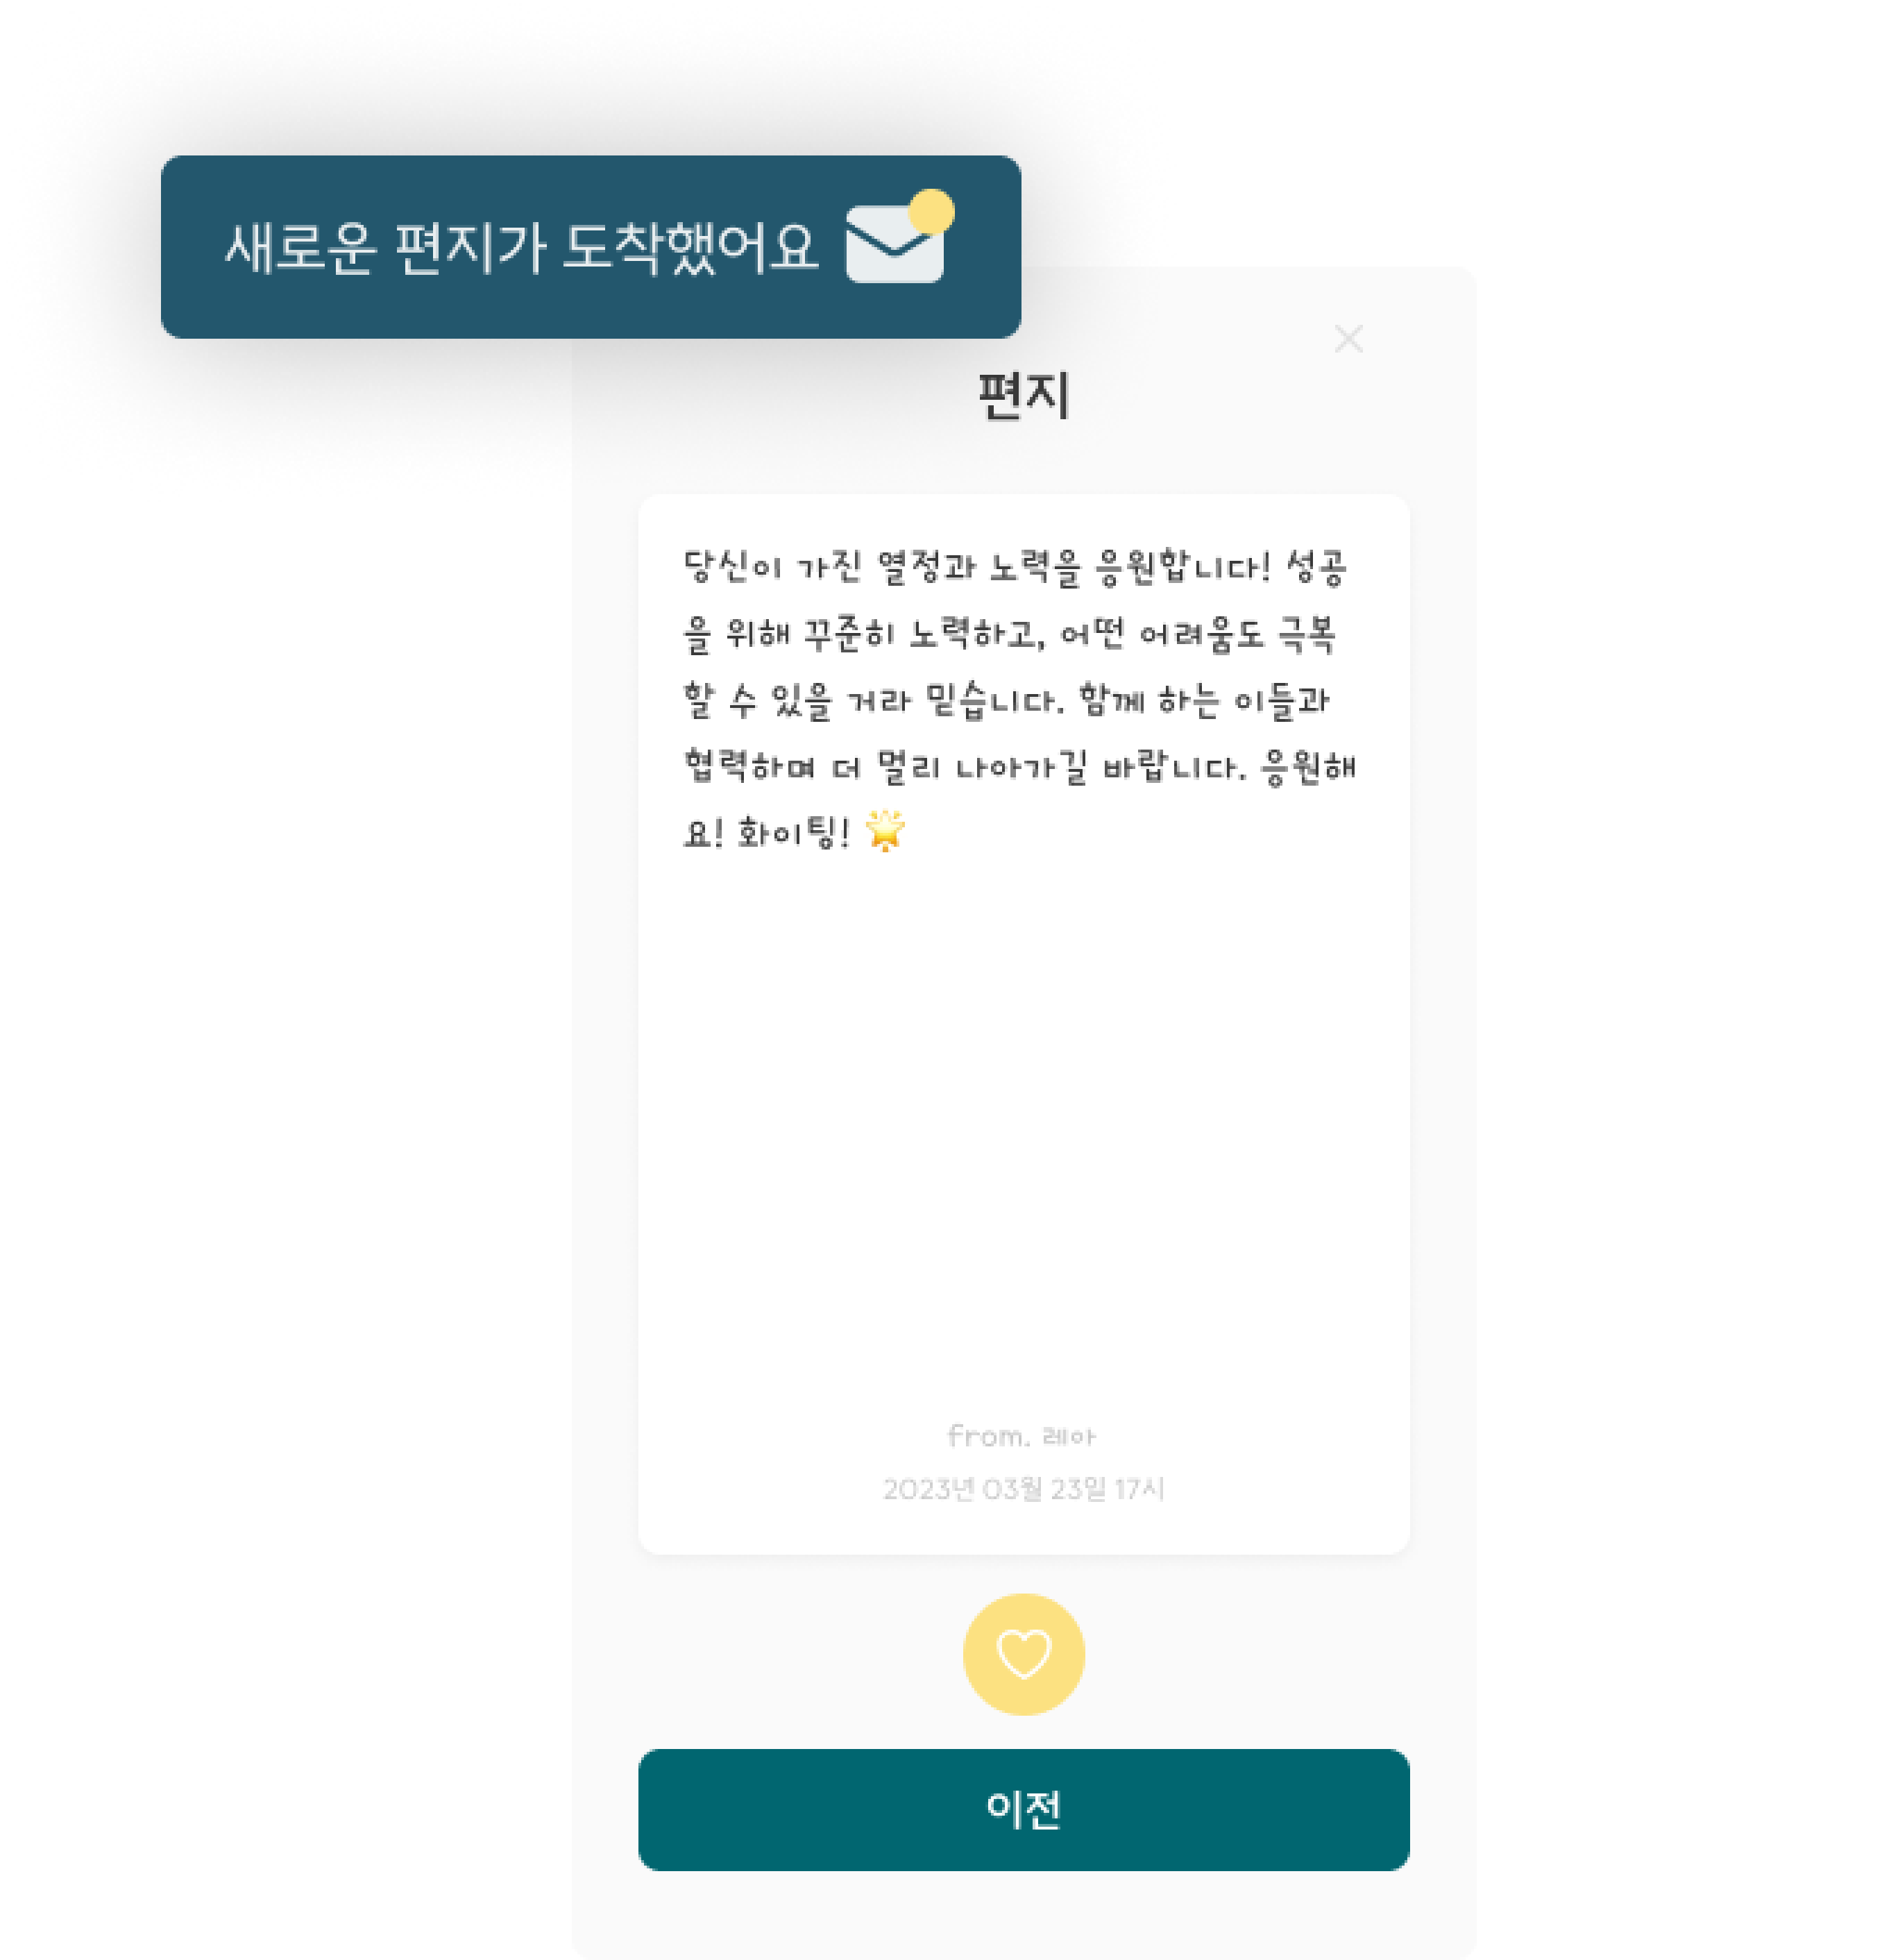 새로운 편지가 도착했어요
편지
당신이 가진 열정과 노력을 응원합니다! 성공
을 위해 꾸준히 노력하고, 어떤 어려움도 극복
할 수 있을 거라 믿습니다. 함께 하는 이들과
협력하며 더 멀리 나아가길 바랍니다. 응원해
요! 화이팅! 🌟
from. 레아
2023년 03월 23일 17시
이전